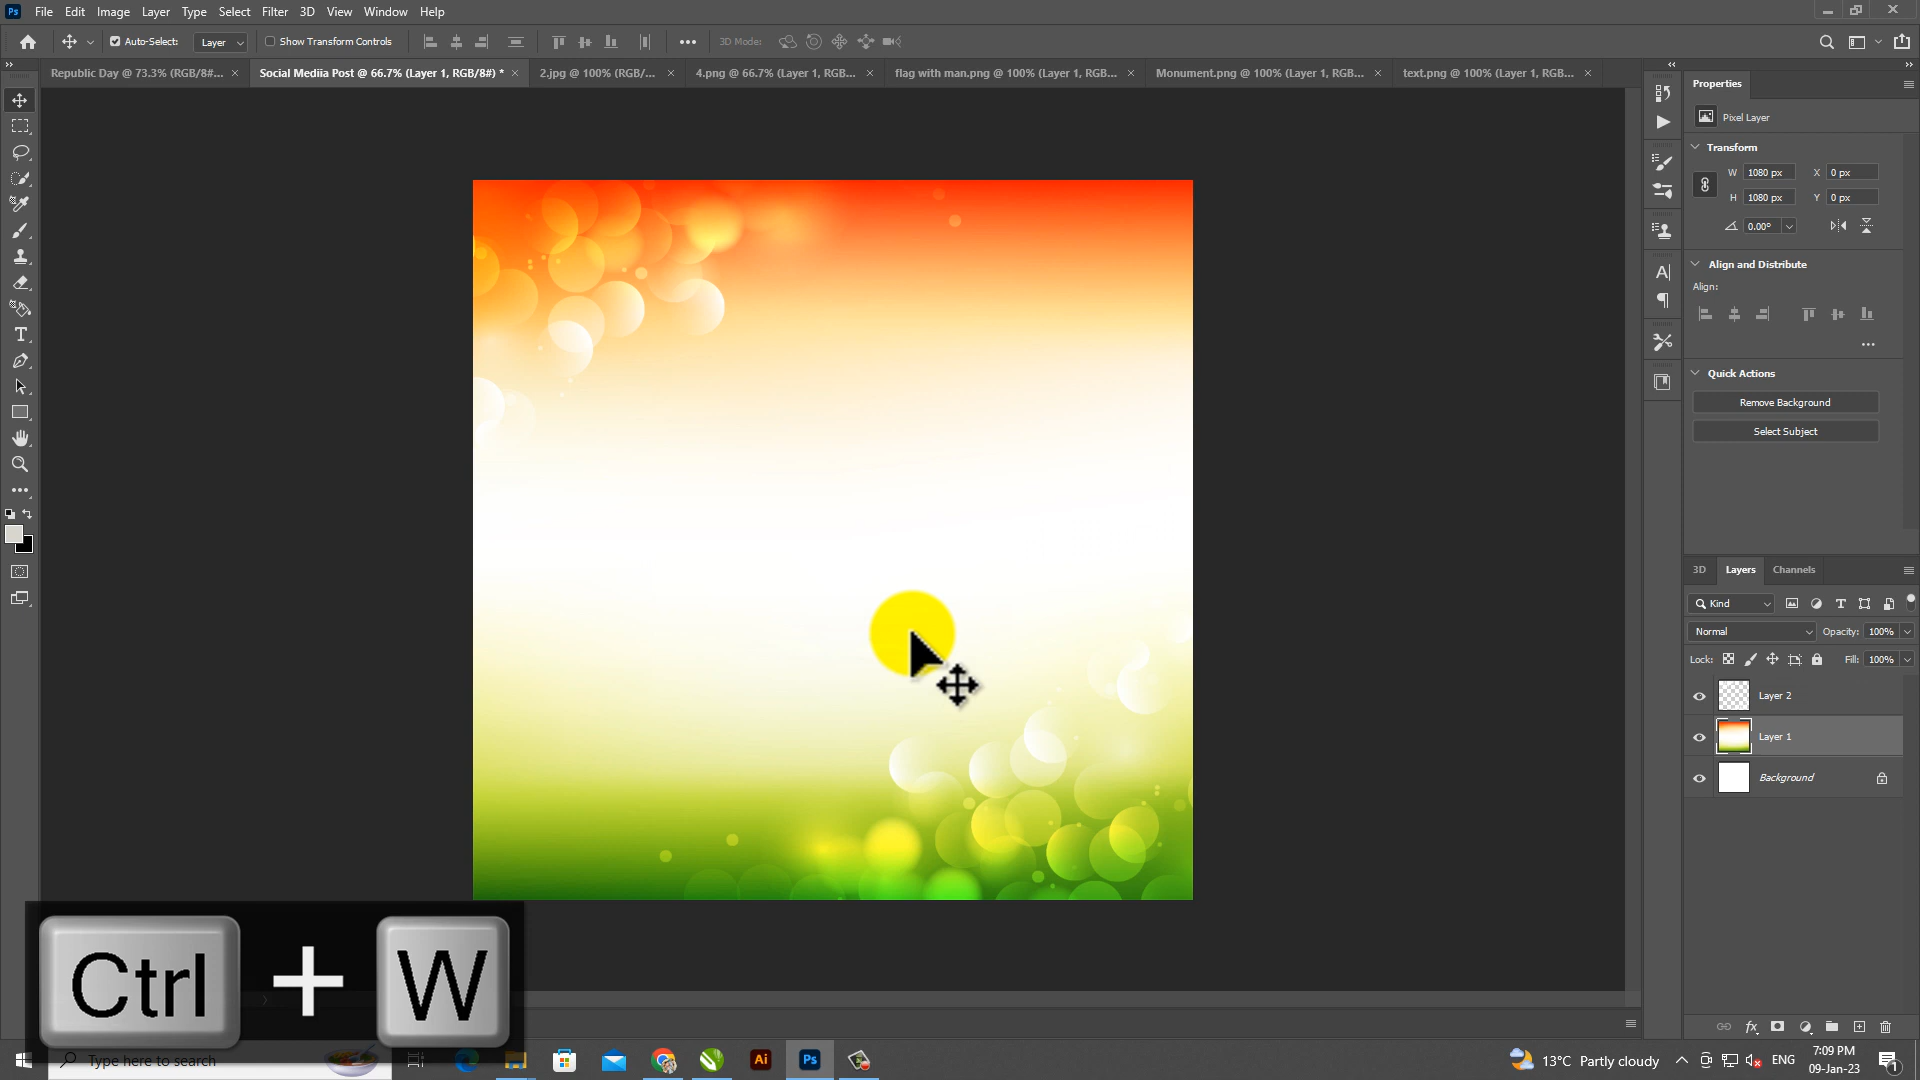 Ps File Edit Image Layer Type Select Filter 3D View Window Help
Auto-Select: Layer Show Transform Controls 3D Mode:
Republic Day @ 73.3% (RGB/8#... × Social Mediia Post @ 66.7% (Layer 1, RGB/8#) * × 2.jpg @ 100% (RGB/... × 4.png @ 66.7% (Layer 1, RGB... × flag with man.png @ 100% (Layer 1, RGB... × Monument.png @ 100% (Layer 1, RGB... × text.png @ 100% (Layer 1, RGB... ×
Properties
Pixel Layer
Transform
W 1080 px X 0 px
H 1080 px Y 0 px
0.00°
Align and Distribute
Align:
Quick Actions
Remove Background
Select Subject
3D Layers Channels
Kind
Normal Opacity: 100%
Lock: Fill: 100%
Layer 2
Layer 1
Background
Ctrl + W
Type here to search
Ai Ps
13°C Partly cloudy ENG
7:09 PM
09-Jan-23
1